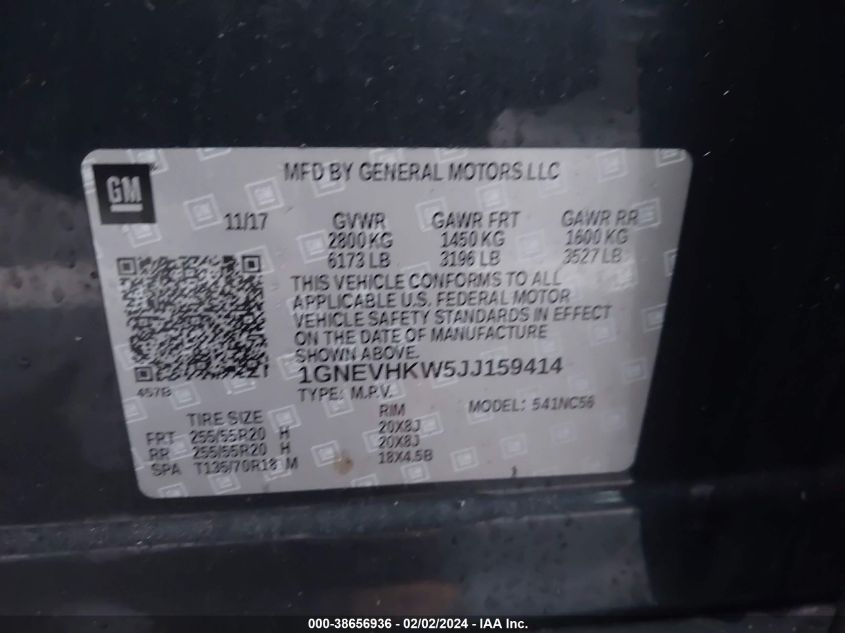 GM
MFD BY GENERAL MOTORS LLC
11/17 GVWR GAWR FRT GAWR RR
2800 KG 1450 KG 1600 KG
6173 LB 3196 LB 3527 LB
THIS VEHICLE CONFORMS TO ALL
APPLICABLE U.S. FEDERAL MOTOR
VEHICLE SAFETY STANDARDS IN EFFECT
ON THE DATE OF MANUFACTURE
SHOWN ABOVE.
1GNEVHKW5JJ159414
457B
TYPE: M.P.V. MODEL: 541NC56
TIRE SIZE RIM
FRT 255/55R20 H 20X8J
RR 255/55R20 H 20X8J
SPA T135/70R18 M 18X4.5B
000-38656936 - 02/02/2024 - IAA Inc.